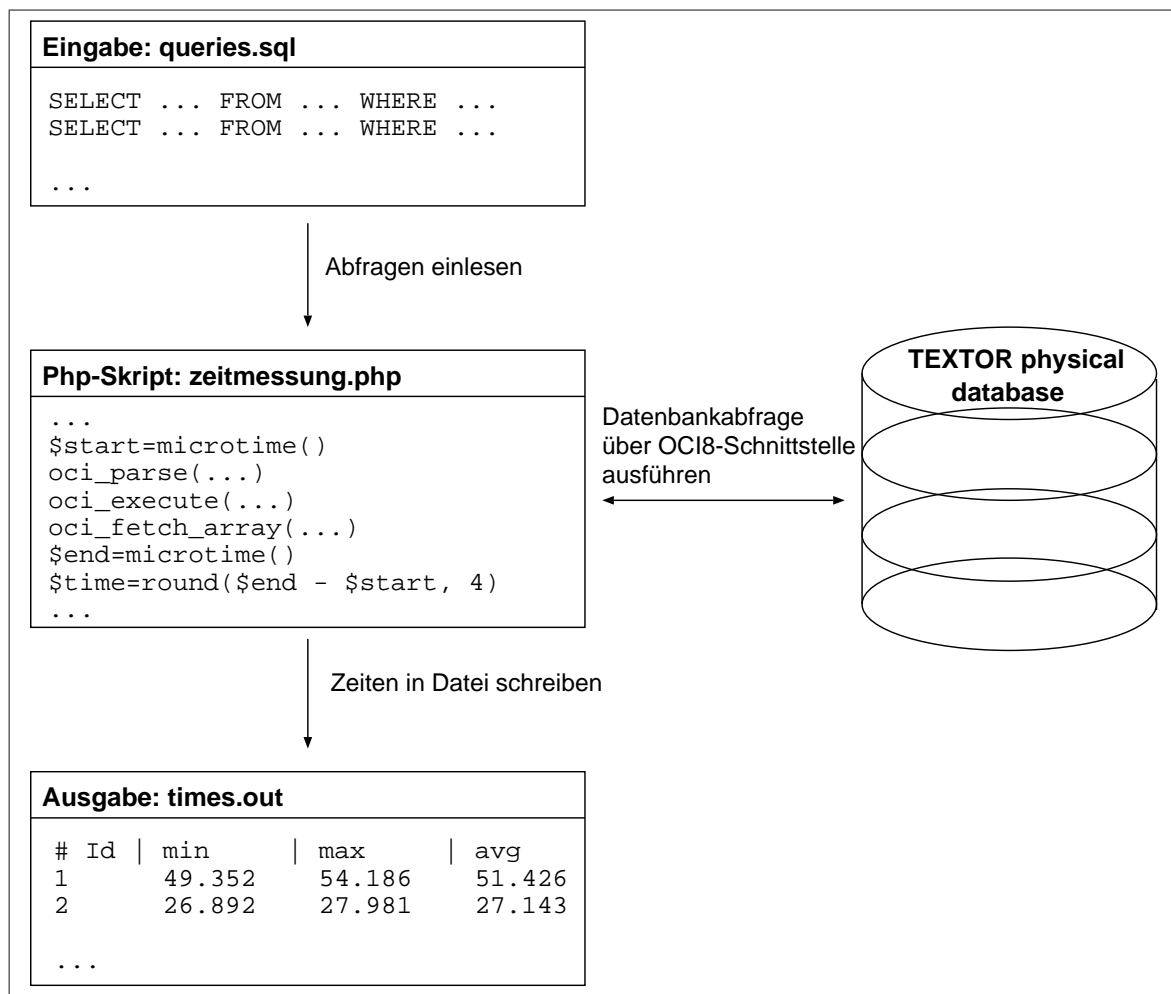 Eingabe: queries.sql
SELECT ... FROM ... WHERE ...
SELECT ... FROM ... WHERE ...
...
Abfragen einlesen
Php-Skript: zeitmessung.php
...
$start=microtime()
oci_parse(...)
oci_execute(...)
oci_fetch_array(...)
$end=microtime()
$time=round($end - $start, 4)
...
Datenbankabfrage
über OCI8-Schnittstelle
ausführen
TEXTOR physical
database
Zeiten in Datei schreiben
Ausgabe: times.out
# Id | min | max | avg
1 49.352 54.186 51.426
2 26.892 27.981 27.143
...